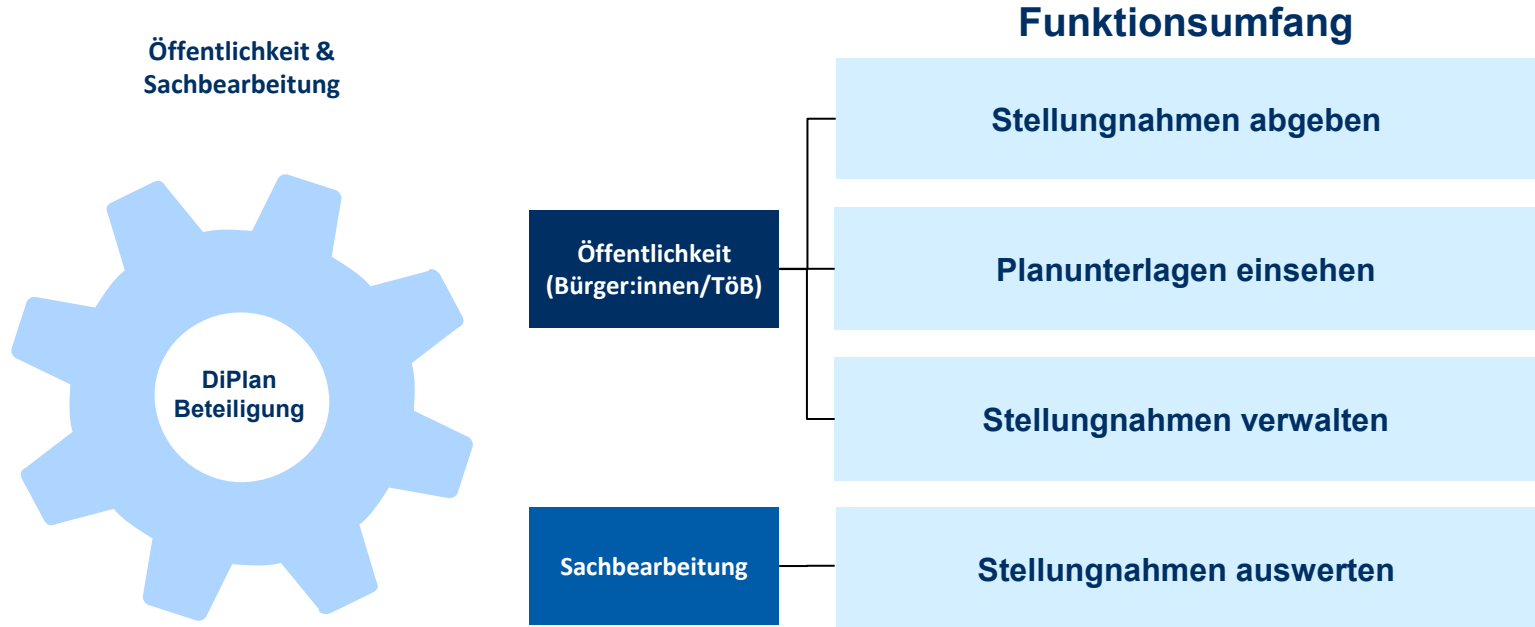 Öffentlichkeit &
Sachbearbeitung
DiPlan
Beteiligung
Funktionsumfang
Öffentlichkeit
(Bürger:innen/TöB)
Stellungnahmen abgeben
Planunterlagen einsehen
Stellungnahmen verwalten
Sachbearbeitung
Stellungnahmen auswerten